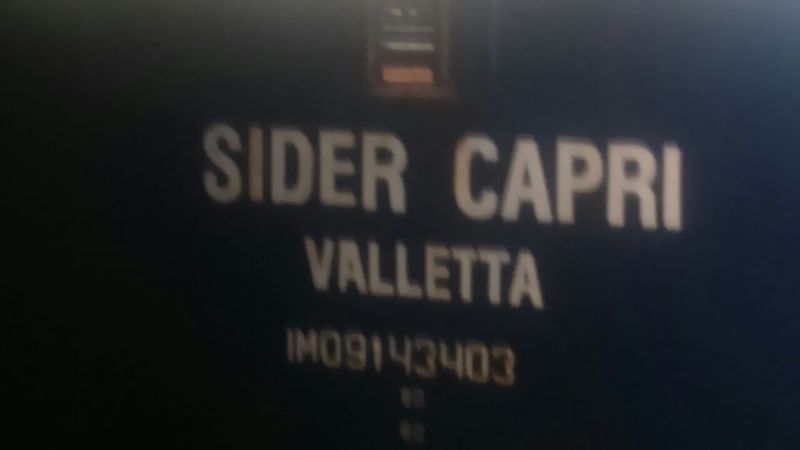 SIDER CAPRI
VALLETTA
IMO9143403